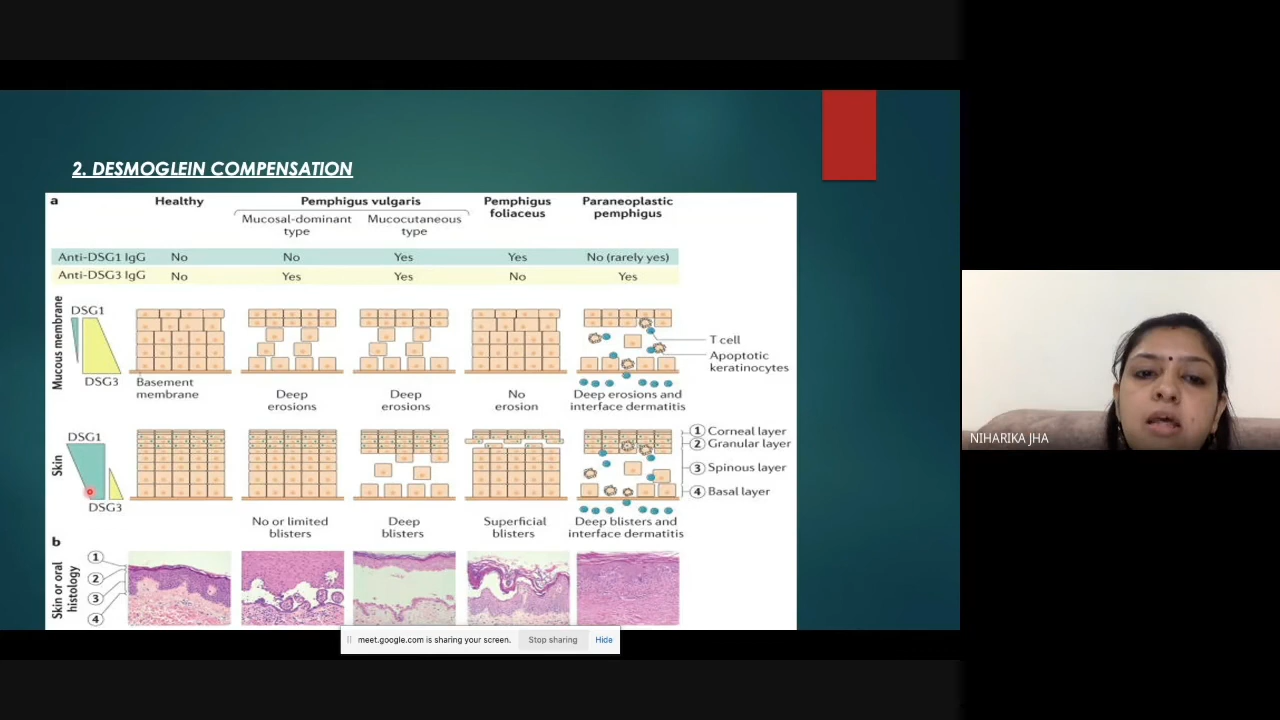 2. DESMOGLEIN COMPENSATION
a
Healthy
Pemphigus vulgaris
Pemphigus
foliaceus
Paraneoplastic
pemphigus
Mucosal-dominant
type
Mucocutaneous
type
Anti-DSG1 IgG No No Yes Yes No (rarely yes)
Anti-DSG3 IgG No Yes Yes No Yes
Mucous membrane
DSG1
DSG3
Basement
membrane
Deep
erosions
Deep
erosions
No
erosion
Deep erosions and
interface dermatitis
T cell
Apoptotic
keratinocytes
Skin
DSG1
DSG3
No or limited
blisters
Deep
blisters
Superficial
blisters
Deep blisters and
interface dermatitis
1 Corneal layer
2 Granular layer
3 Spinous layer
4 Basal layer
b
Skin or oral
histology
1
2
3
4
meet.google.com is sharing your screen. Stop sharing Hide
NIHARIKA JHA